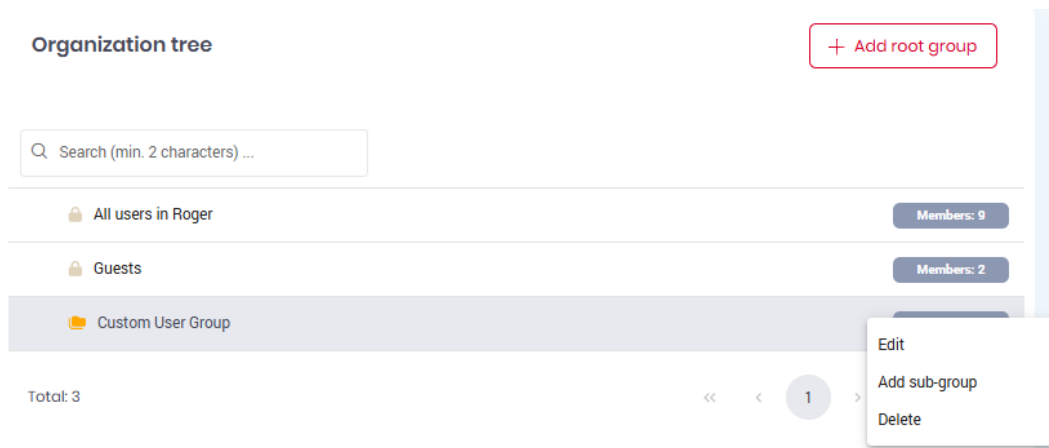 Organization tree
+ Add root group
Search (min. 2 characters) ...
All users in Roger
Members: 9
Guests
Members: 2
Custom User Group
Edit
Add sub-group
Delete
Total: 3
<< < 1 >